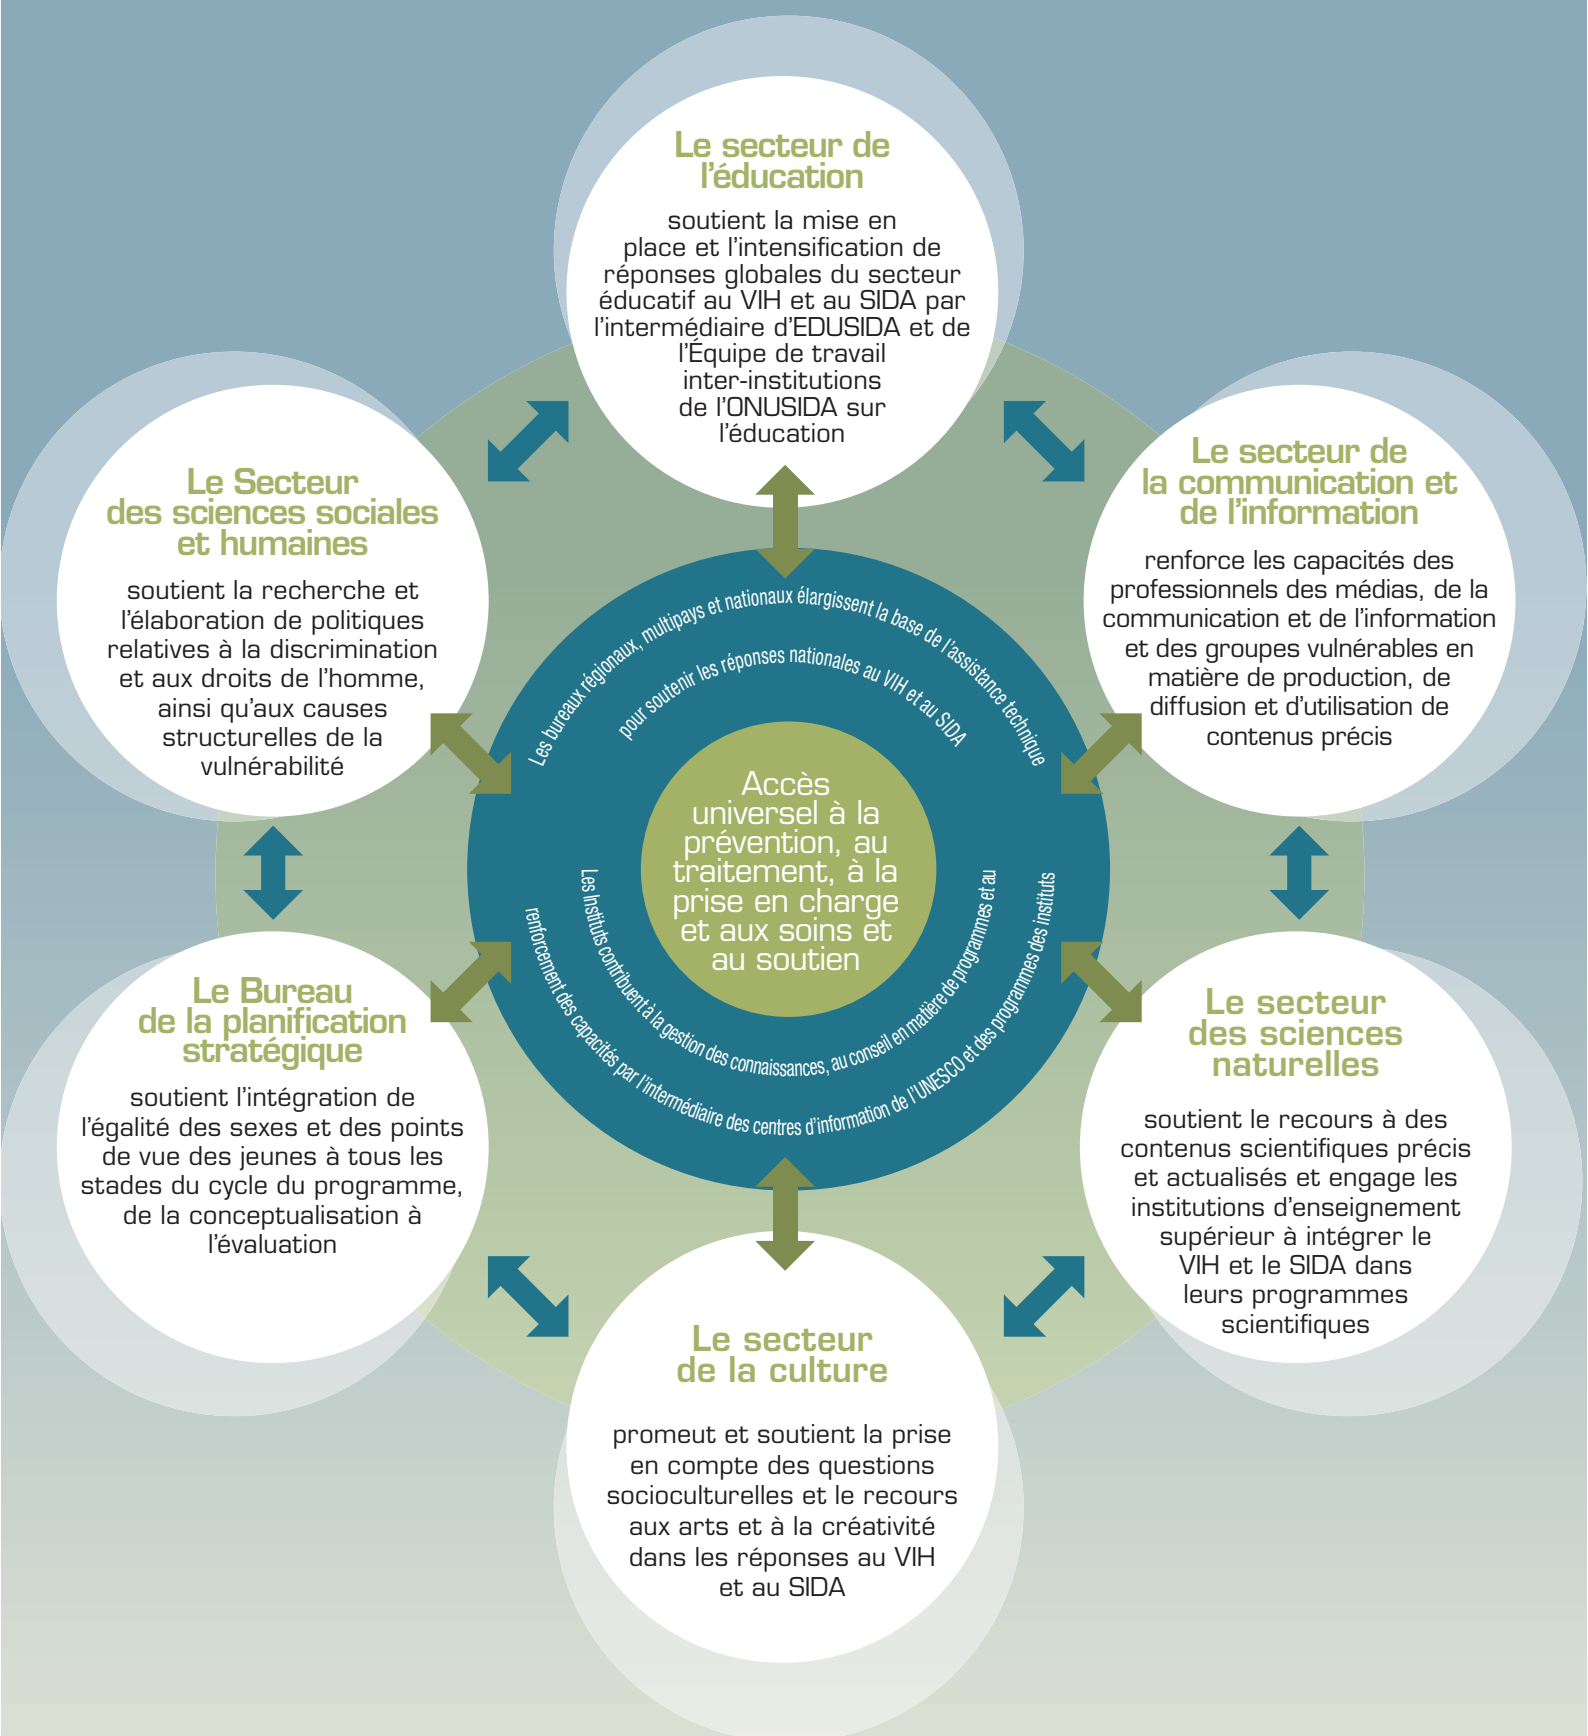 Le secteur de
l'éducation
soutient la mise en
place et l'intensification de
réponses globales du secteur
éducatif au VIH et au SIDA par
l'intermédiaire d'EDUSIDA et de
l'Équipe de travail
inter-institutions
de l'ONUSIDA sur
l'éducation
Le Secteur
des sciences sociales
et humaines
soutient la recherche et
l'élaboration de politiques
relatives à la discrimination
et aux droits de l'homme,
ainsi qu'aux causes
structurelles de la
vulnérabilité
Le secteur de
la communication et
de l'information
renforce les capacités des
professionnels des médias, de la
communication et de l'information
et des groupes vulnérables en
matière de production, de
diffusion et d'utilisation de
contenus précis
Les bureaux régionaux, multipays et nationaux élargissent la base de l'assistance technique
pour soutenir les réponses nationales au VIH et au SIDA
Accès
universel à la
prévention, au
traitement, à la
prise en charge
et aux soins et
au soutien
Les Instituts contribuent à la gestion des connaissances, au conseil en matière de programmes et au
renforcement des capacités par l'intermédiaire des centres d'information de l'UNESCO et des programmes des instituts
Le Bureau
de la planification
stratégique
soutient l'intégration de
l'égalité des sexes et des points
de vue des jeunes à tous les
stades du cycle du programme,
de la conceptualisation à
l'évaluation
Le secteur
des sciences
naturelles
soutient le recours à des
contenus scientifiques précis
et actualisés et engage les
institutions d'enseignement
supérieur à intégrer le
VIH et le SIDA dans
leurs programmes
scientifiques
Le secteur
de la culture
promeut et soutient la prise
en compte des questions
socioculturelles et le recours
aux arts et à la créativité
dans les réponses au VIH
et au SIDA